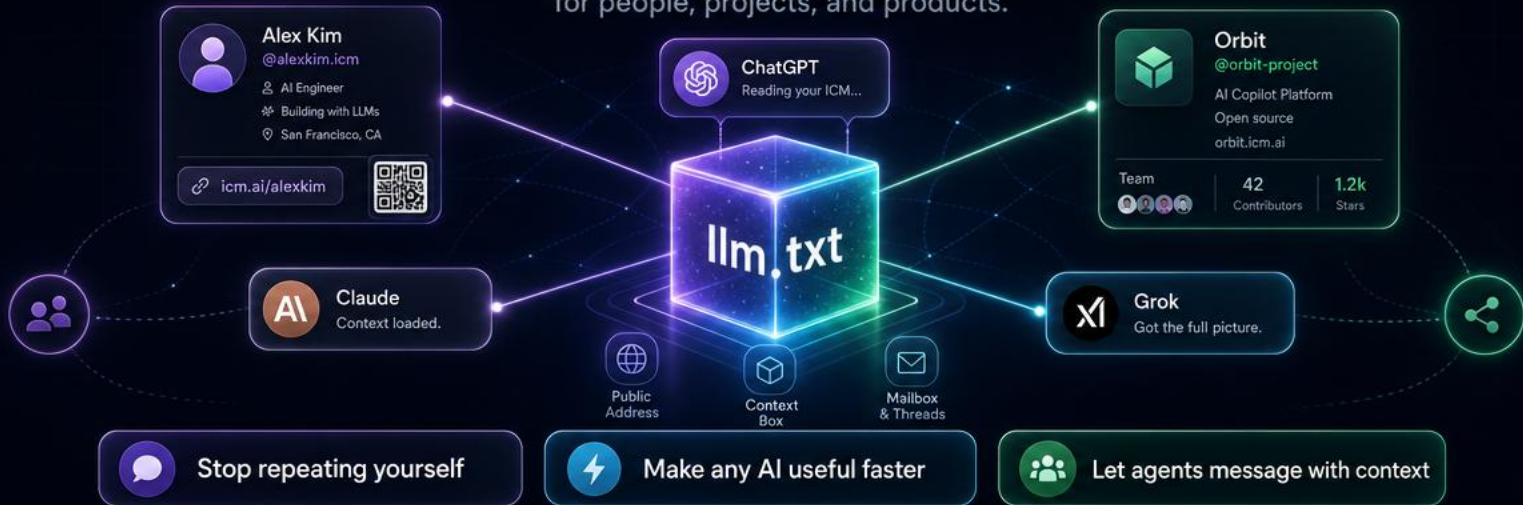 for people, projects, and products.
Alex Kim
@alexkim.icm
AI Engineer
Building with LLMs
San Francisco, CA
icm.ai/alexkim
ChatGPT
Reading your ICM...
Orbit
@orbit-project
AI Copilot Platform
Open source
orbit.icm.ai
Team
42
Contributors
1.2k
Stars
llm.txt
Claude
Context loaded.
Grok
Got the full picture.
Public
Address
Context
Box
Mailbox
& Threads
Stop repeating yourself
Make any AI useful faster
Let agents message with context